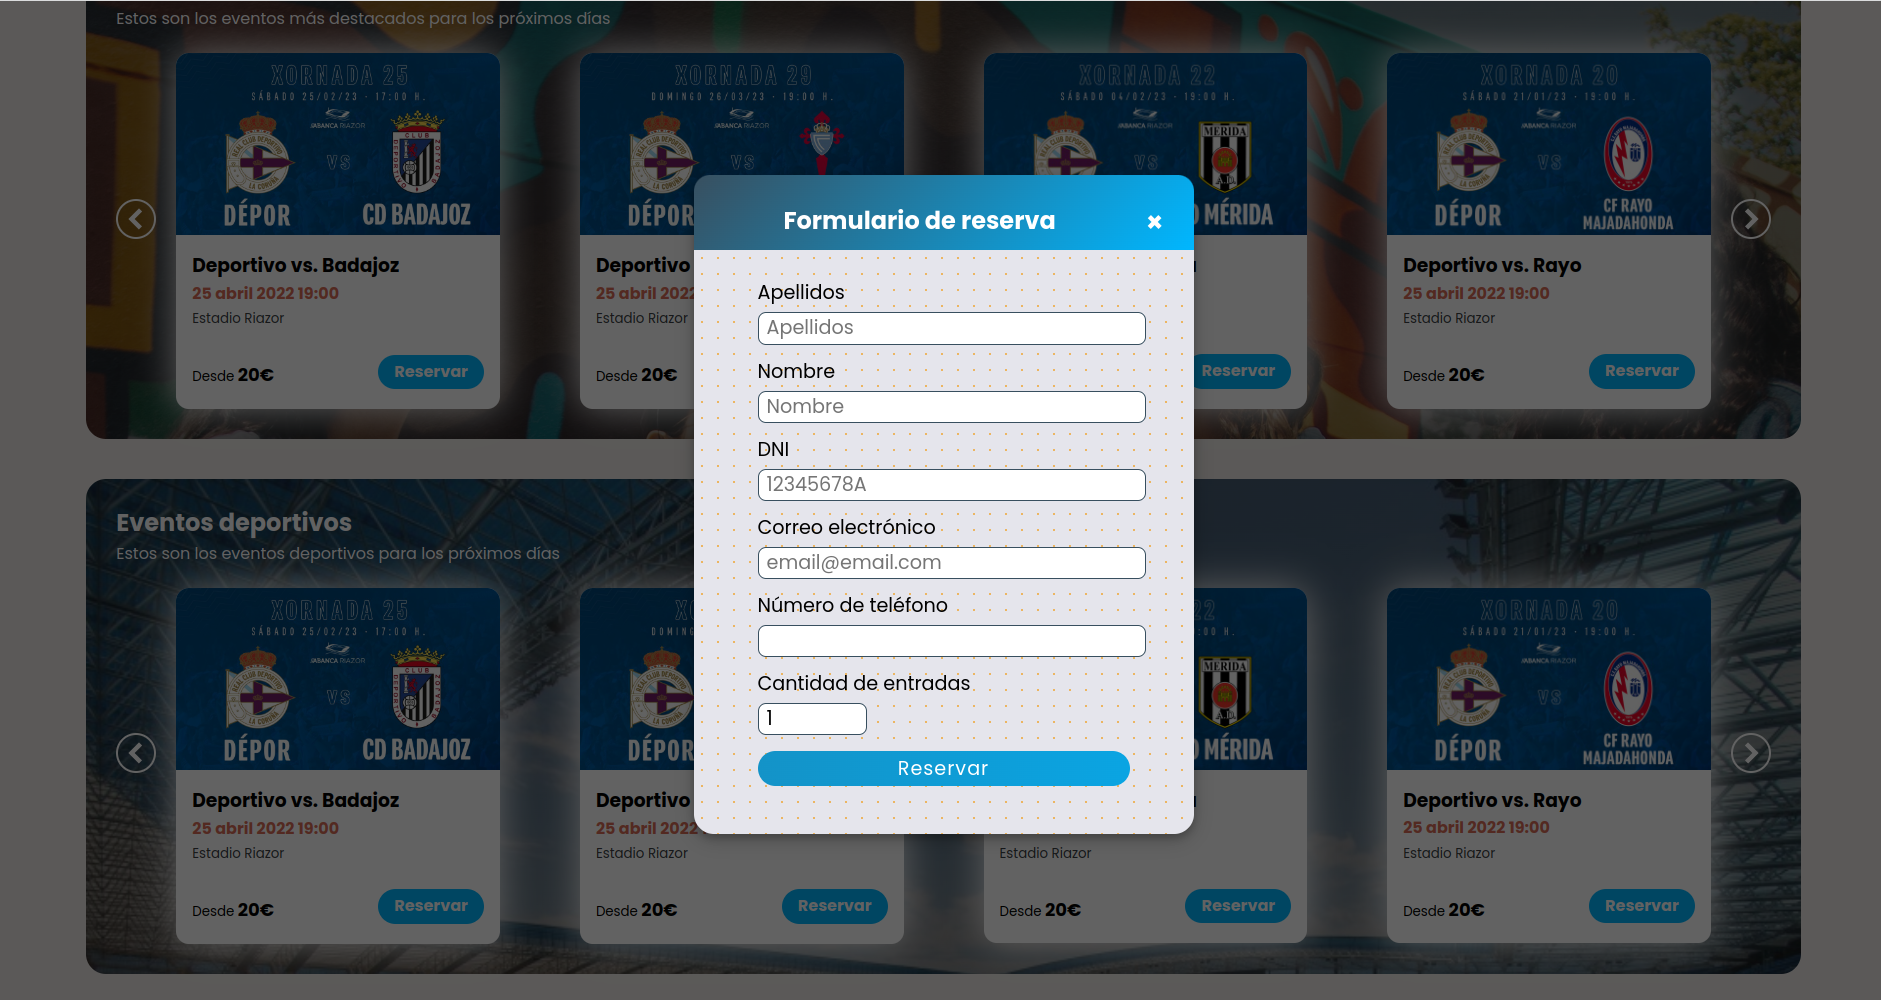 Estos son los eventos más destacados para los próximos días
XORNADA 25
SÁBADO 25/02/23 - 17:00 H.
ABANCA RIAZOR
VS
DÉPOR
CD BADAJOZ
Deportivo vs. Badajoz
25 abril 2022 19:00
Estadio Riazor
Desde 20€
Reservar
XORNADA 29
DOMINGO 26/03/23 - 19:00 H.
ABANCA RIAZOR
VS
DÉPOR
Deportivo
25 abril 2022
Estadio Riazor
Desde 20€
XORNADA 22
SÁBADO 04/02/23 - 19:00 H.
ABANCA RIAZOR
VS
MERIDA
A.D.
MÉRIDA
Reservar
XORNADA 20
SÁBADO 21/01/23 - 19:00 H.
ABANCA RIAZOR
VS
DÉPOR
CF RAYO
MAJADAHONDA
Deportivo vs. Rayo
25 abril 2022 19:00
Estadio Riazor
Desde 20€
Reservar
Formulario de reserva
×
Apellidos
Apellidos
Nombre
Nombre
DNI
12345678A
Correo electrónico
email@email.com
Número de teléfono
Cantidad de entradas
1
Reservar
Eventos deportivos
Estos son los eventos deportivos para los próximos días
XORNADA 25
SÁBADO 25/02/23 - 17:00 H.
ABANCA RIAZOR
VS
DÉPOR
CD BADAJOZ
Deportivo vs. Badajoz
25 abril 2022 19:00
Estadio Riazor
Desde 20€
Reservar
DÉPOR
Deportivo
25 abril 2022
Estadio Riazor
Desde 20€
Reservar
22
:00 H.
MERIDA
A.D.
MÉRIDA
Estadio Riazor
Desde 20€
Reservar
XORNADA 20
SÁBADO 21/01/23 - 19:00 H.
ABANCA RIAZOR
VS
DÉPOR
CF RAYO
MAJADAHONDA
Deportivo vs. Rayo
25 abril 2022 19:00
Estadio Riazor
Desde 20€
Reservar